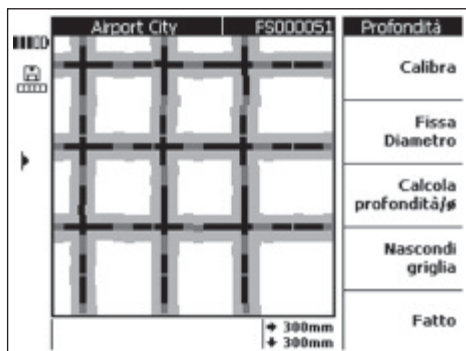 Airport City FS000051 Profondità
Calibra
Fissa
Diametro
Calcola
profondità/ø
Nascondi
griglia
Fatto
300mm
300mm